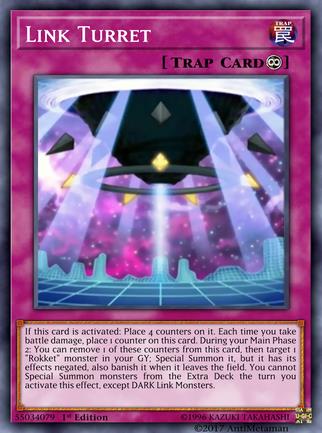 Link Turret
TRAP
罠
[TRAP CARD]
If this card is activated: Place 4 counters on it. Each time you take
battle damage, place 1 counter on this card. During your Main Phase
2: You can remove 1 of these counters from this card, then target 1
"Rokket" monster in your GY; Special Summon it, but it has its
effects negated, also banish it when it leaves the field. You cannot
Special Summon monsters from the Extra Deck the turn you
activate this effect, except DARK Link Monsters.
55034079 1st Edition ©1996 KAZUKI TAKAHASHI
©2017 AntiMetaman